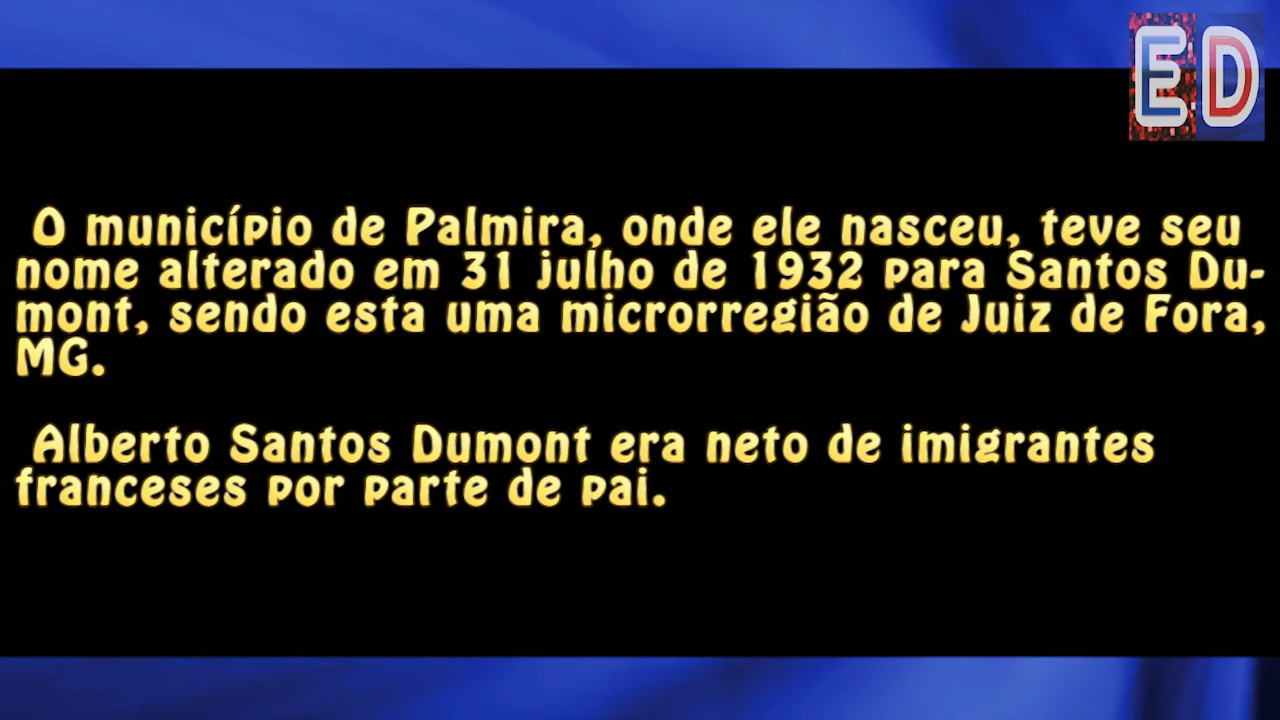 ED
O município de Palmira, onde ele nasceu, teve seu
nome alterado em 31 julho de 1932 para Santos Du-
mont, sendo esta uma microrregião de Juiz de Fora,
MG.
Alberto Santos Dumont era neto de imigrantes
franceses por parte de pai.